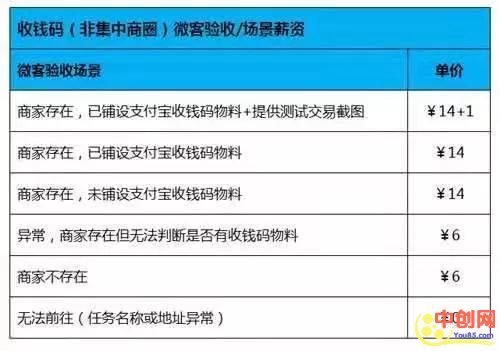 收钱码（非集中商圈）微客验收/场景薪资
微客验收场景 单价
商家存在，已铺设支付宝收钱码物料+提供测试交易截图 ￥14+1
商家存在，已铺设支付宝收钱码物料 ￥14
商家存在，未铺设支付宝收钱码物料 ￥14
异常，商家存在但无法判断是否有收钱码物料 ￥6
商家不存在 ￥6
无法前往（任务名称或地址异常）
中创网
You85.com